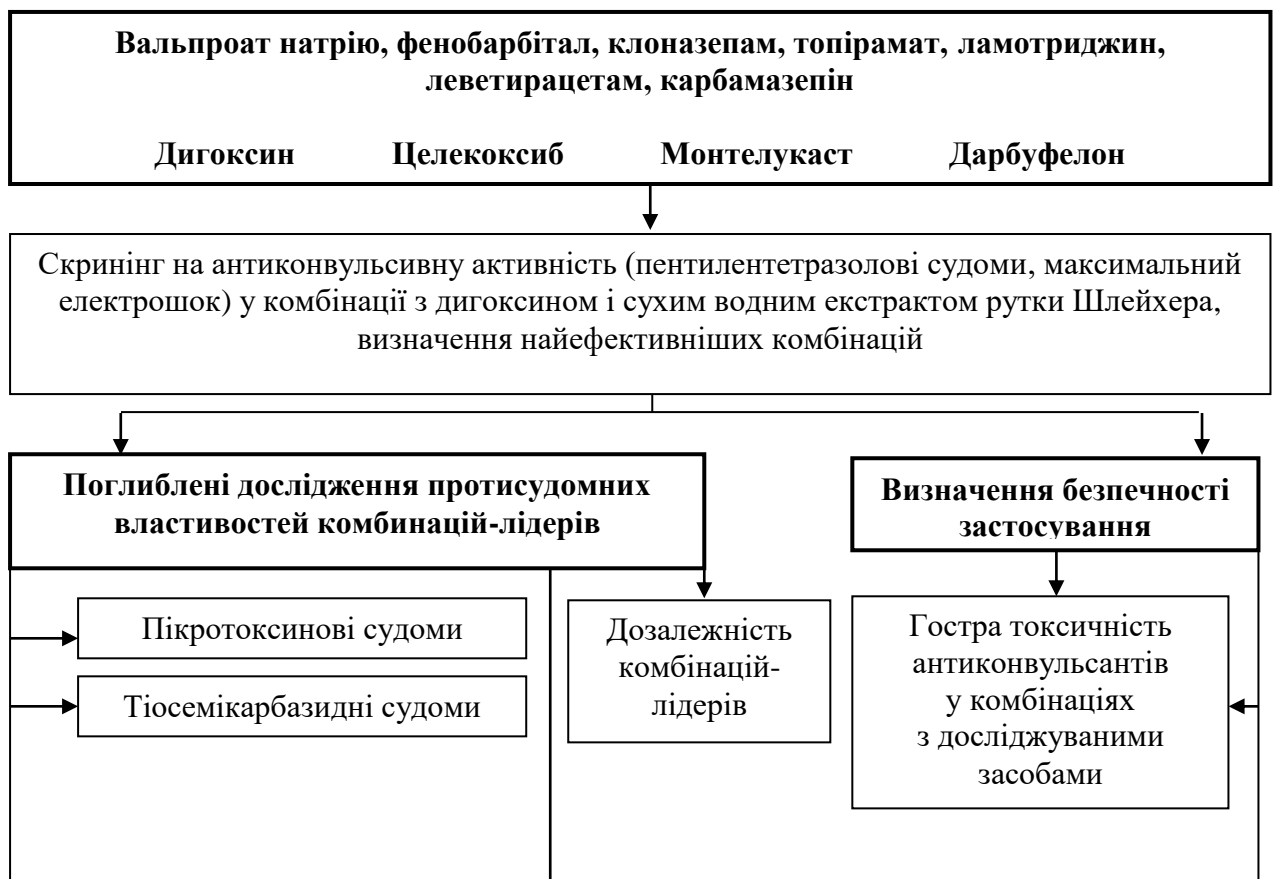 Вальпроат натрію, фенобарбітал, клоназепам, топірамат, ламотриджин,
леветирацетам, карбамазепін
Дигоксин Целекоксиб Монтелукаст Дарбуфелон
Скринінг на антиконвульсивну активність (пентилентетразолові судоми, максимальний
електрошок) у комбінації з дигоксином і сухим водним екстрактом рутки Шлейхера,
визначення найефективніших комбінацій
Поглиблені дослідження протисудомних
властивостей комбинацій-лідерів
Визначення безпечності
застосування
Пікротоксинові судоми
Тіосемікарбазидні судоми
Дозалежність
комбінацій-
лідерів
Гостра токсичність
антиконвульсантів
у комбінаціях
з досліджуваними
засобами